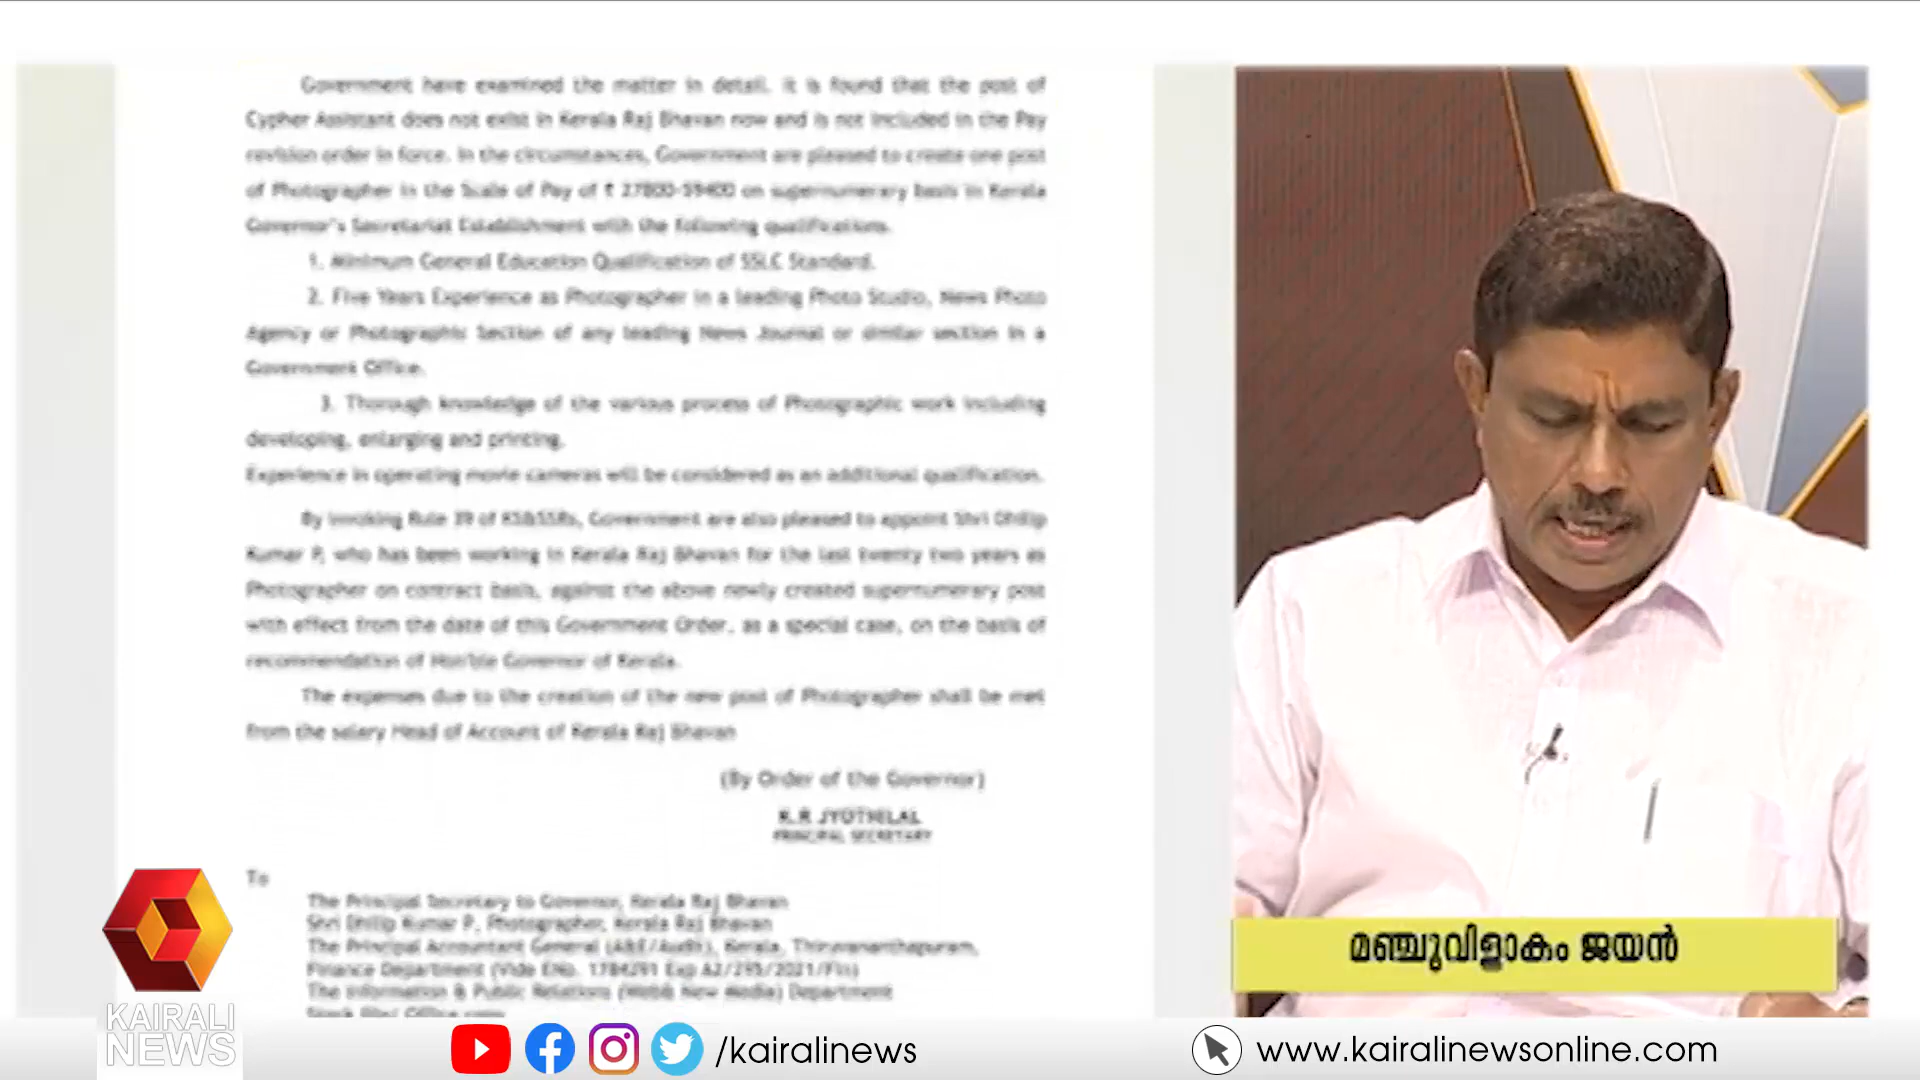 Government have examined the matter in detail. It is found that the post of
Cypher Assistant does not exist in Kerala Raj Bhavan now and is not included in the Pay
revision order in force. In the circumstances, Government are pleased to create one post
of Photographer in the Scale of Pay of ₹ 27800-59400 on supernumerary basis in Kerala
Governor's Secretariat Establishment with the following qualifications.
1. Minimum General Education Qualification of SSLC Standard.
2. Five Years Experience as Photographer in a leading Photo Studio, News Photo
Agency or Photographic Section of any leading News Journal or similar section in a
Government Office.
3. Thorough knowledge of the various process of Photographic work including
developing, enlarging and printing.
Experience in operating movie cameras will be considered as an additional qualification.
By invoking Rule 39 of KS&SSRs, Government are also pleased to appoint Shri Dhilip
Kumar P, who has been working in Kerala Raj Bhavan for the last twenty two years as
Photographer on contract basis, against the above newly created supernumerary post
with effect from the date of this Government Order, as a special case, on the basis of
recommendation of Hon'ble Governor of Kerala.
The expenses due to the creation of the new post of Photographer shall be met
from the salary Head of Account of Kerala Raj Bhavan
(By Order of the Governor)
K.R JYOTHILAL
PRINCIPAL SECRETARY
To
The Principal Secretary to Governor, Kerala Raj Bhavan
Shri Dhilip Kumar P, Photographer, Kerala Raj Bhavan
The Principal Accountant General (A&E/Audit), Kerala, Thiruvananthapuram,
Finance Department (Vide ENo. 1784291 Exp A2/295/2021/Fin)
The Information & Public Relations (Web& New Media) Department
Stock file/ Office copy
മഞ്ചുവിളാകം ജയൻ
KAIRALI
NEWS
/kairalinews
www.kairalinewsonline.com